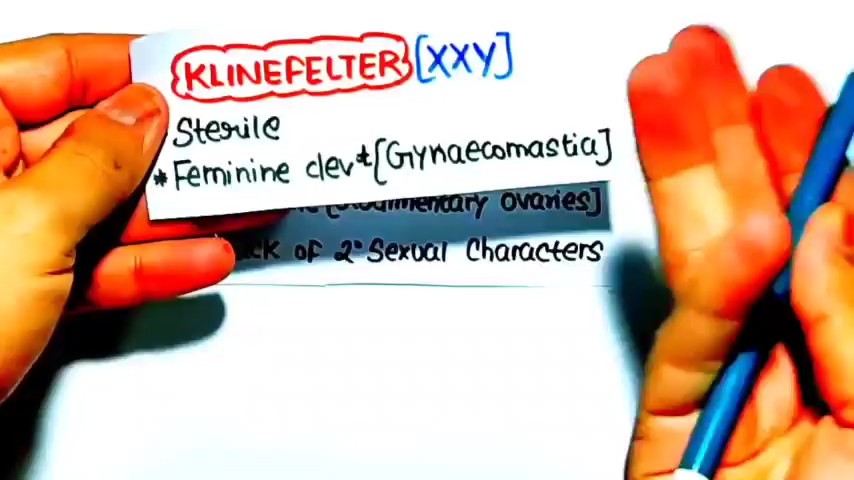 KLINEFELTER [XXY]
Sterile
*Feminine devt [Gynaecomastia]
[Rudimentary ovaries]
of 2° Sexual Characters